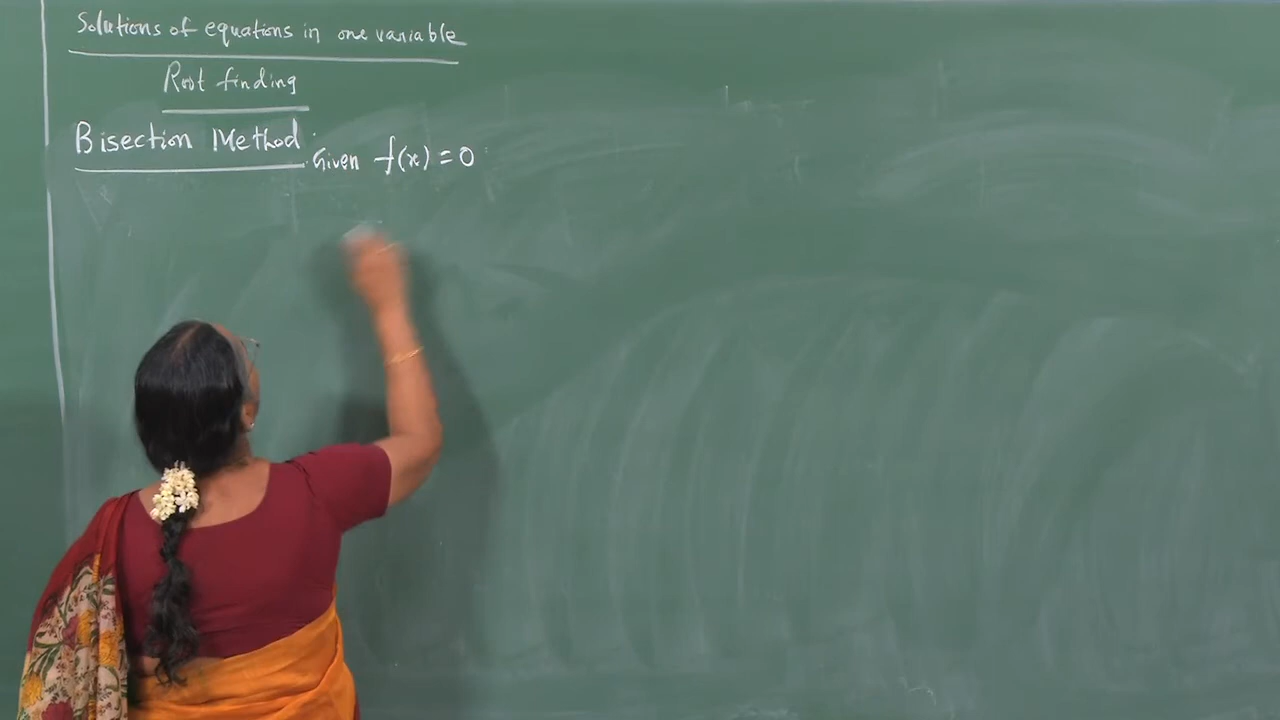 Solutions of equations in one variable
Root finding
Bisection Method: Given f(x) = 0